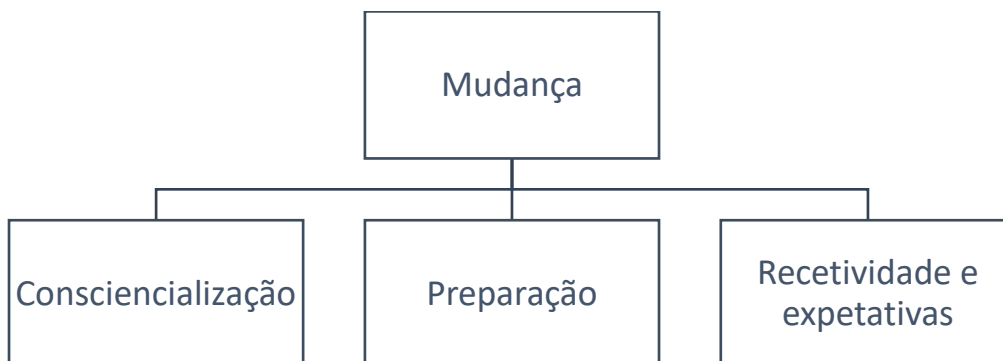 Mudança
Consciencialização
Preparação
Recetividade e
expetativas